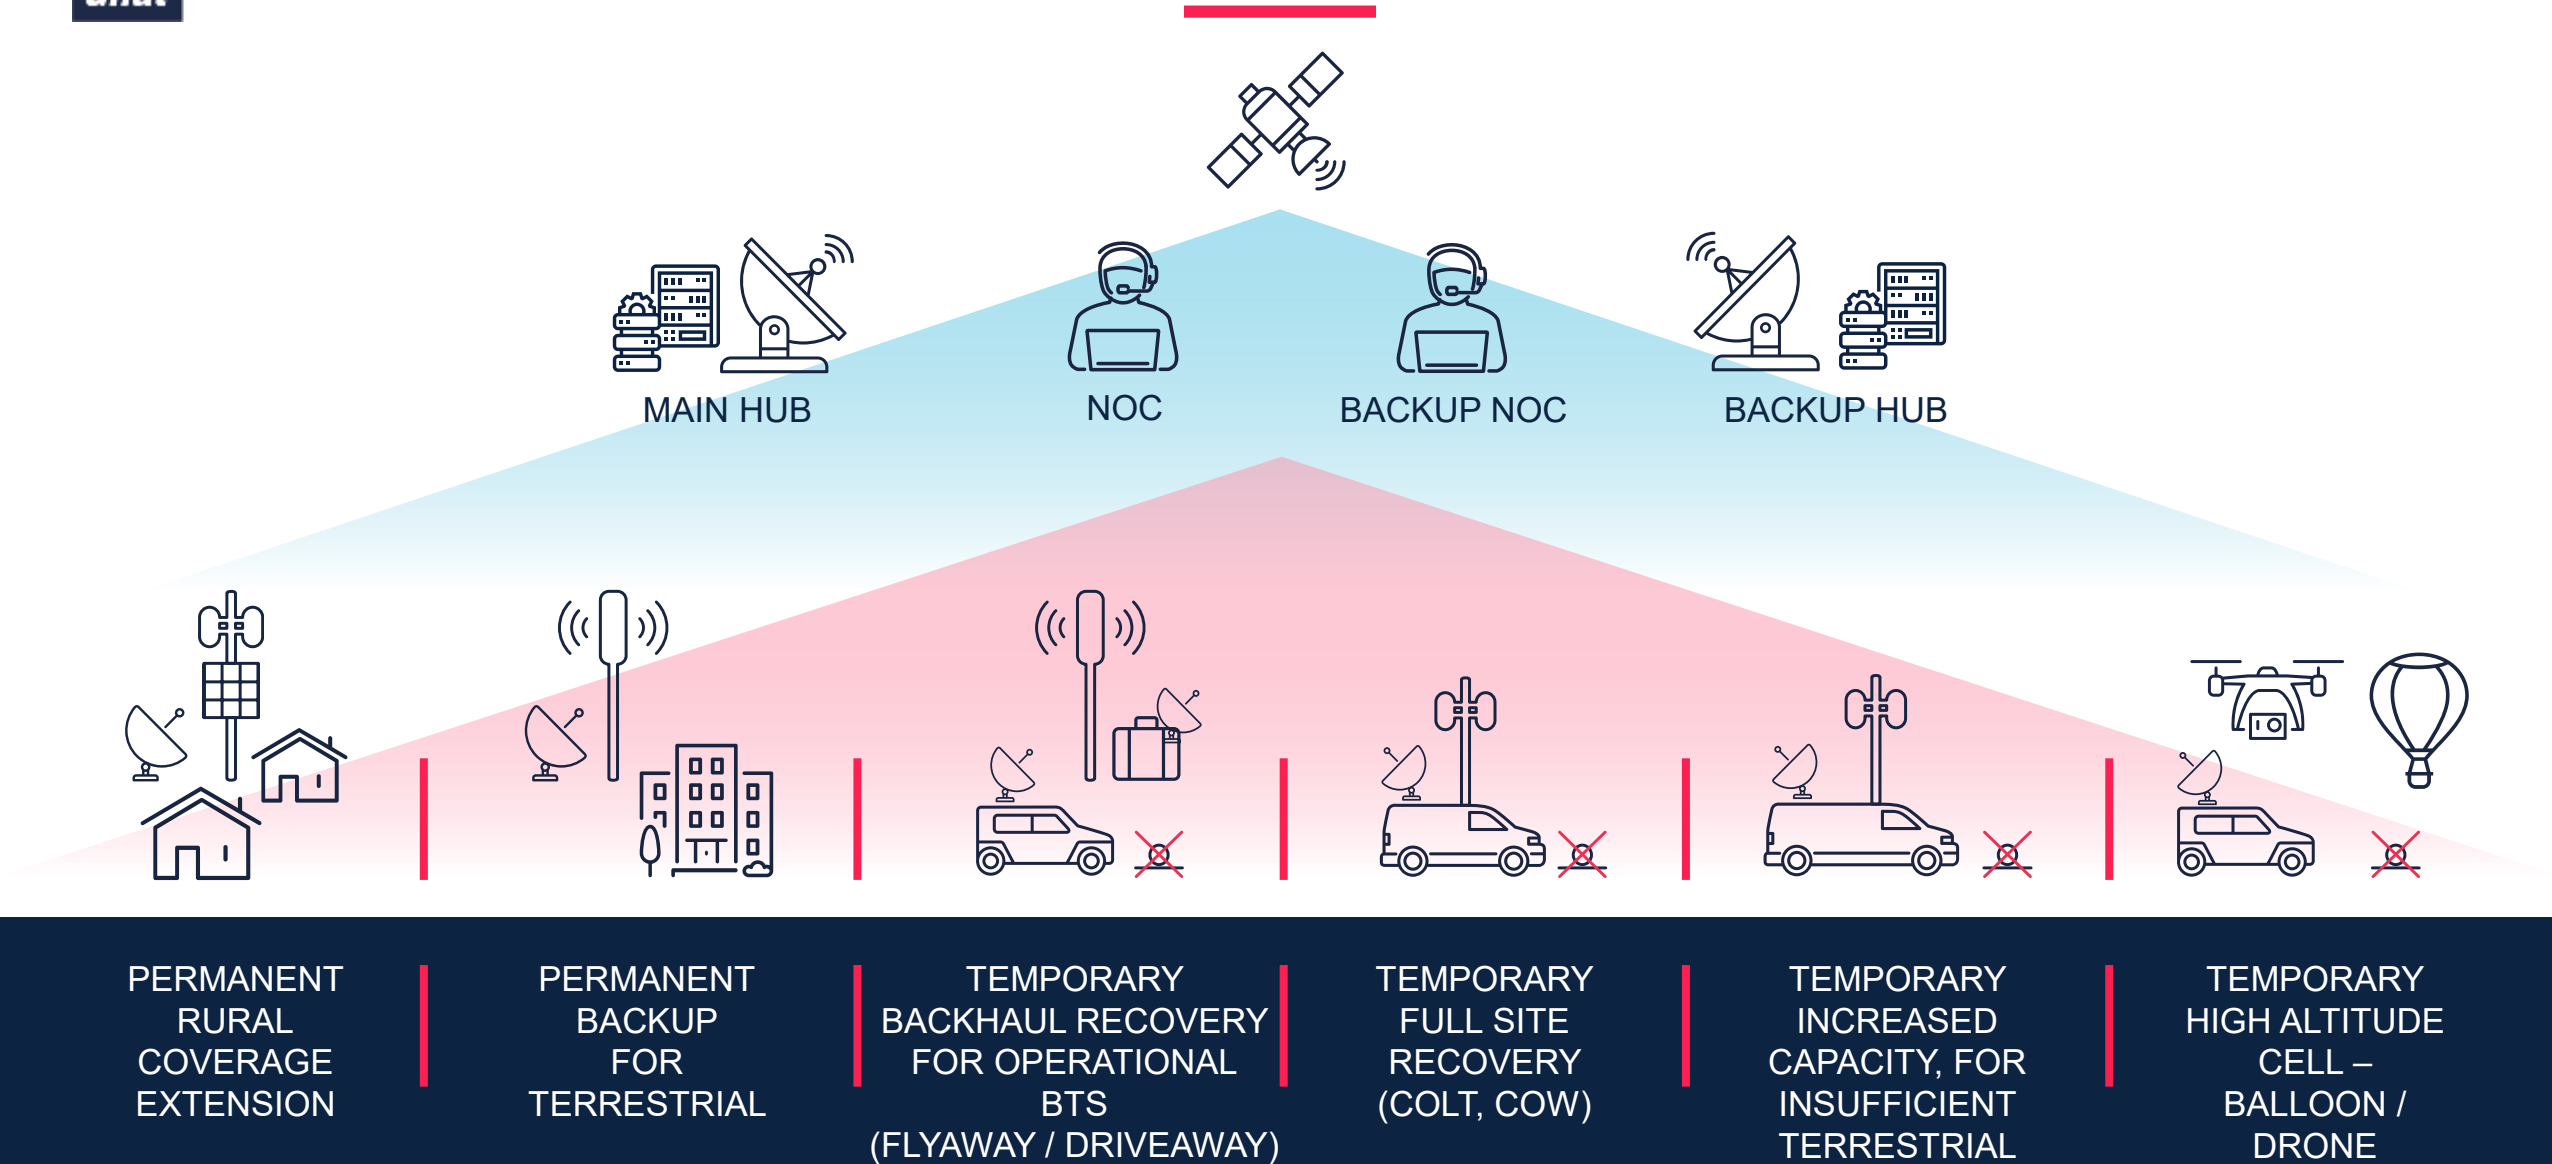 MAIN HUB
NOC
BACKUP NOC
BACKUP HUB
PERMANENT
RURAL
COVERAGE
EXTENSION
PERMANENT
BACKUP
FOR
TERRESTRIAL
TEMPORARY
BACKHAUL RECOVERY
FOR OPERATIONAL
BTS
(FLYAWAY / DRIVEAWAY)
TEMPORARY
FULL SITE
RECOVERY
(COLT, COW)
TEMPORARY
INCREASED
CAPACITY, FOR
INSUFFICIENT
TERRESTRIAL
TEMPORARY
HIGH ALTITUDE
CELL –
BALLOON /
DRONE